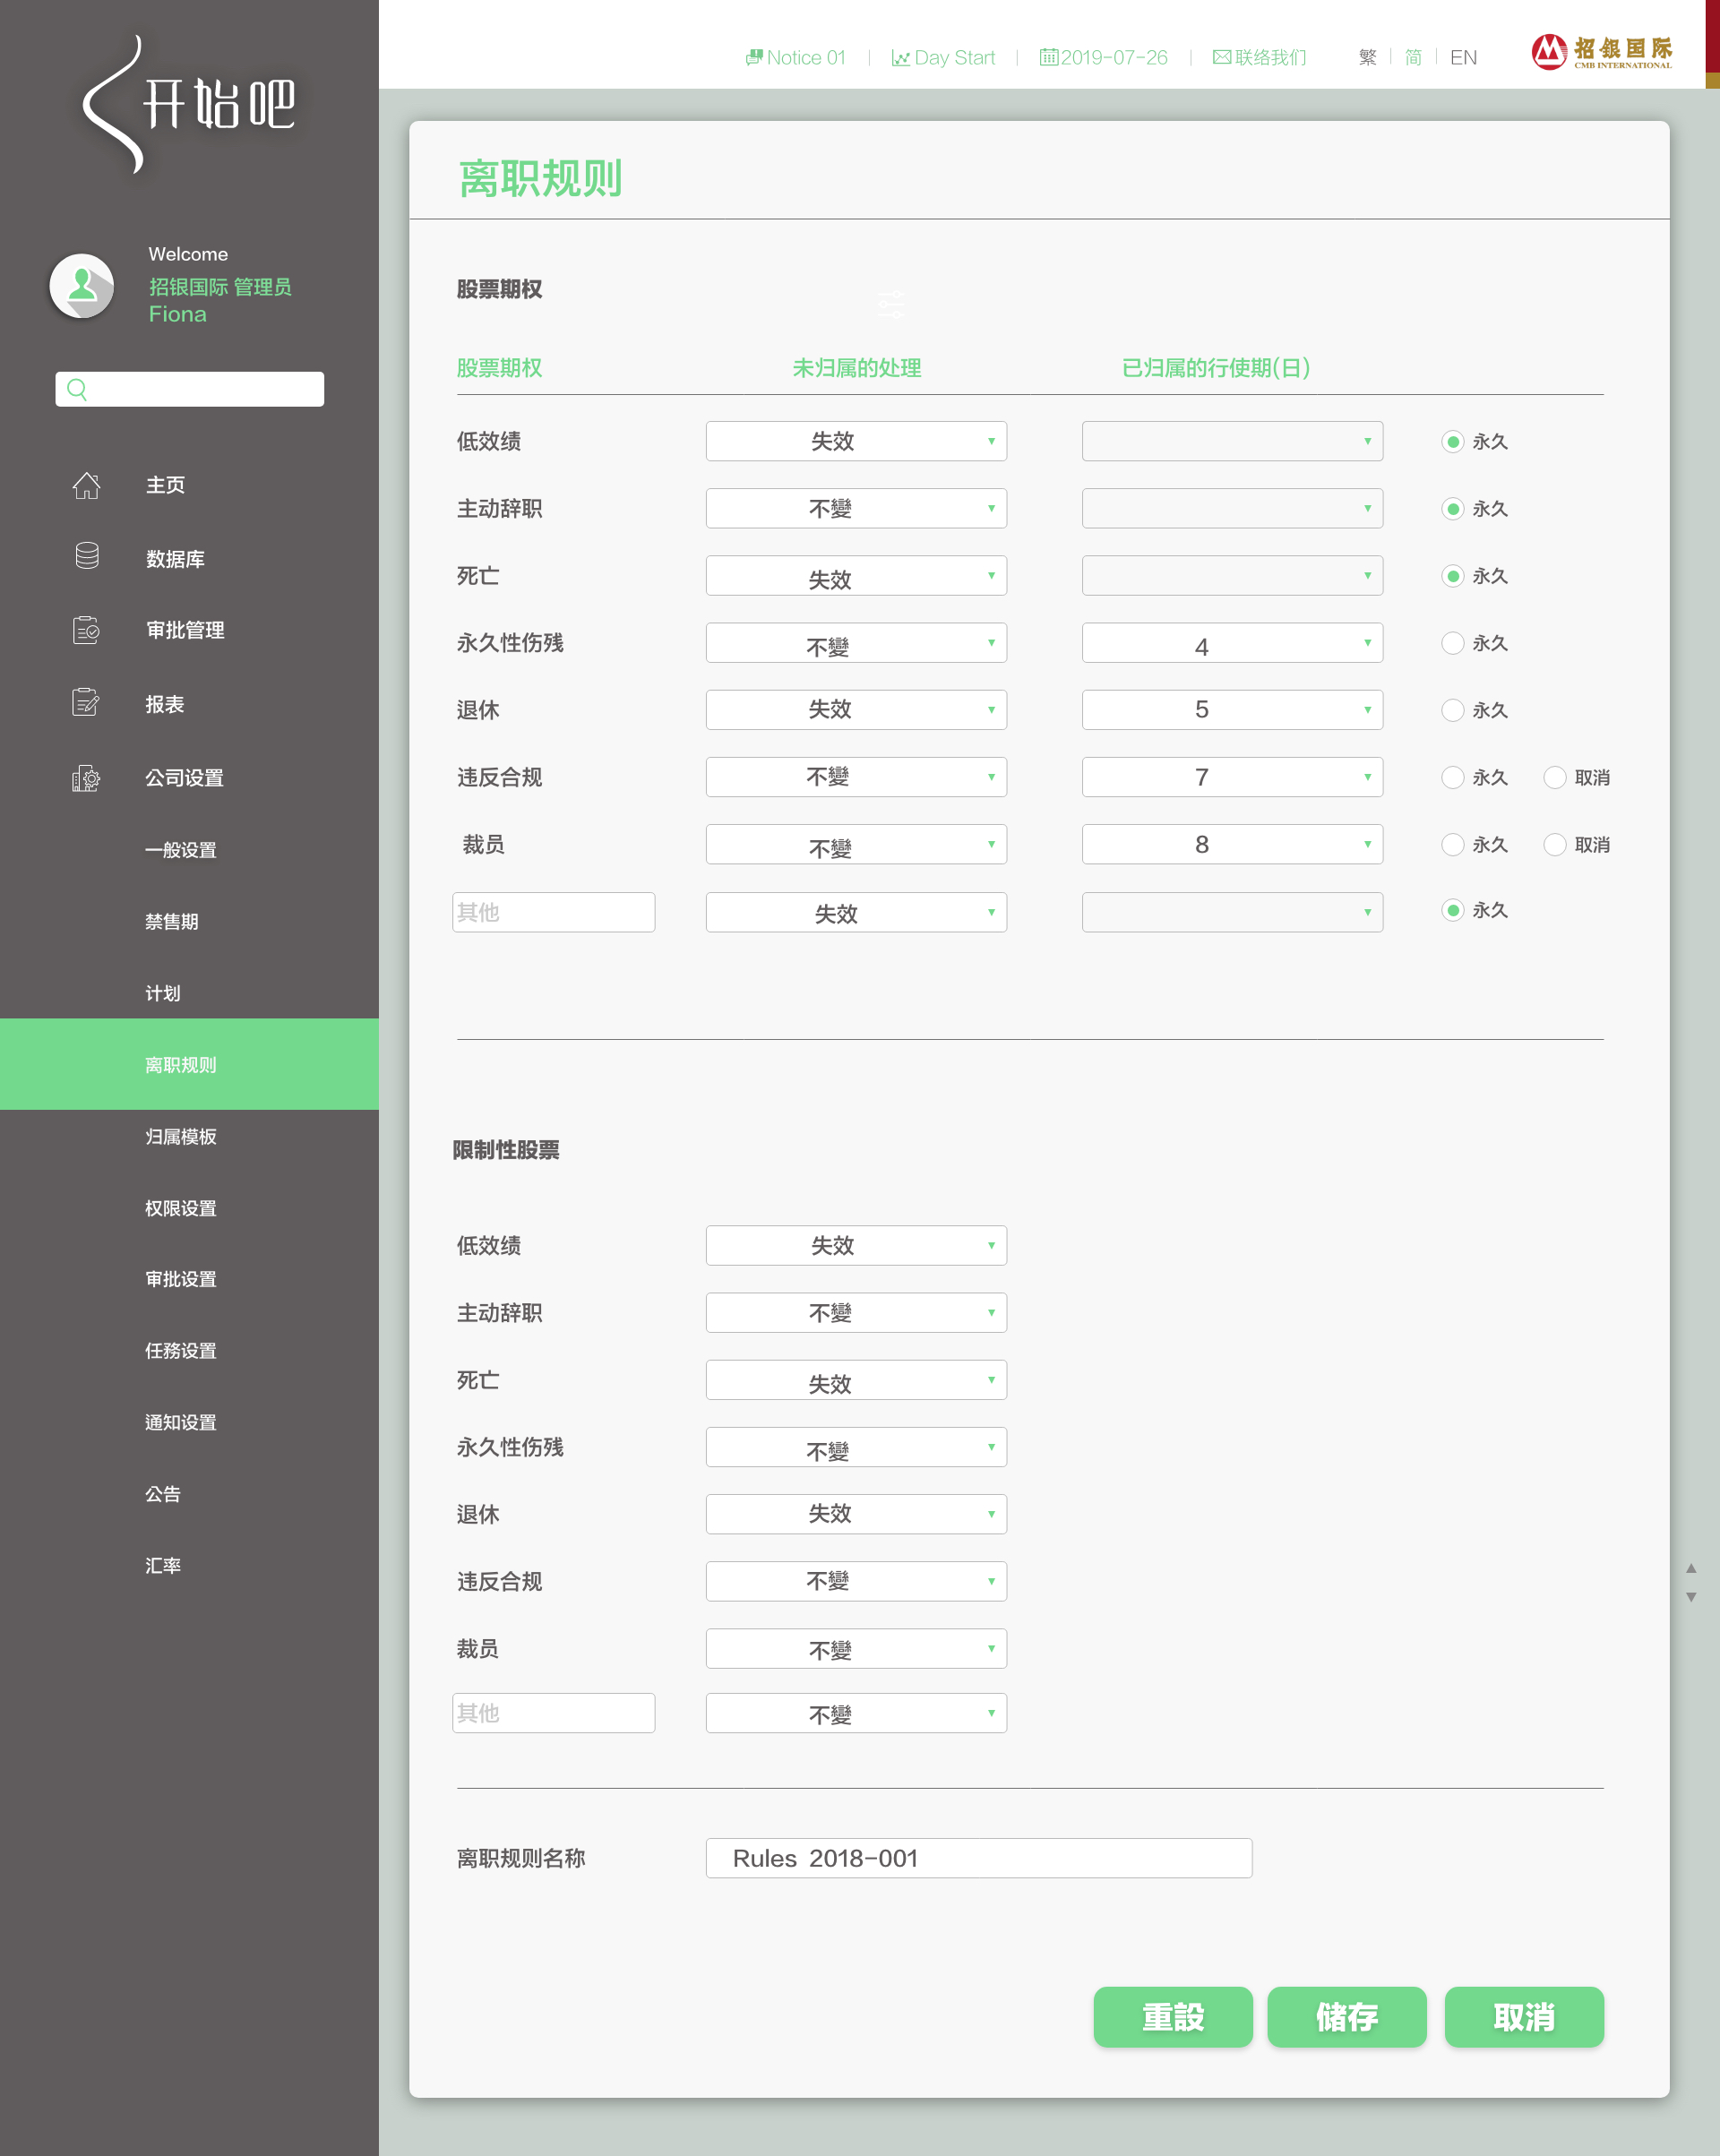 开始吧
Notice 01
Day Start
2019-07-26
联络我们
繁
简
EN
招银国际
CMB INTERNATIONAL
Welcome
招银国际 管理员
Fiona
主页
数据库
审批管理
报表
公司设置
一般设置
禁售期
计划
离职规则
归属模板
权限设置
审批设置
任務设置
通知设置
公告
汇率
离职规则
股票期权
股票期权 未归属的处理 已归属的行使期(日)
低效绩 失效 永久
主动辞职 不變 永久
死亡 失效 永久
永久性伤残 不變 4 永久
退休 失效 5 永久
违反合规 不變 7 永久 取消
裁员 不變 8 永久 取消
其他 失效 永久
限制性股票
低效绩 失效
主动辞职 不變
死亡 失效
永久性伤残 不變
退休 失效
违反合规 不變
裁员 不變
其他 不變
离职规则名称 Rules 2018-001
重設 储存 取消